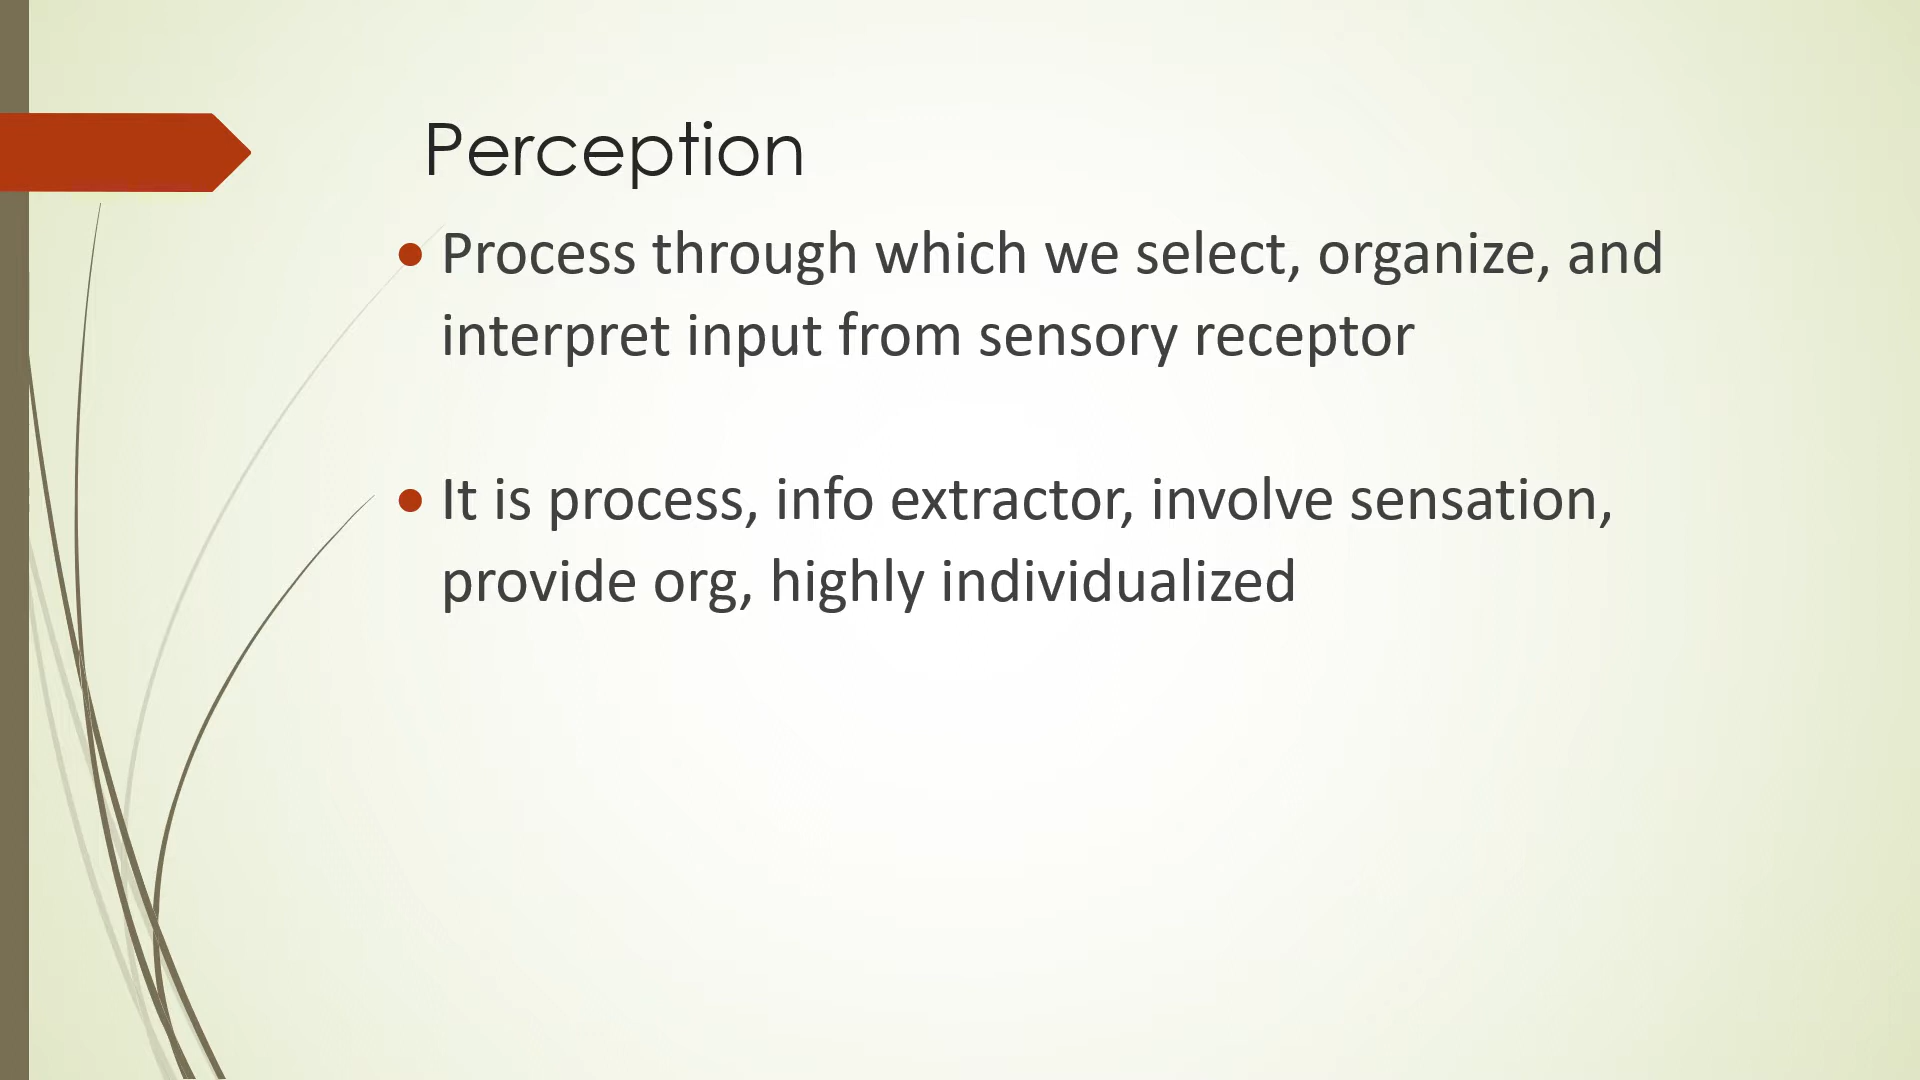 Perception
Process through which we select, organize, and
interpret input from sensory receptor
It is process, info extractor, involve sensation,
provide org, highly individualized